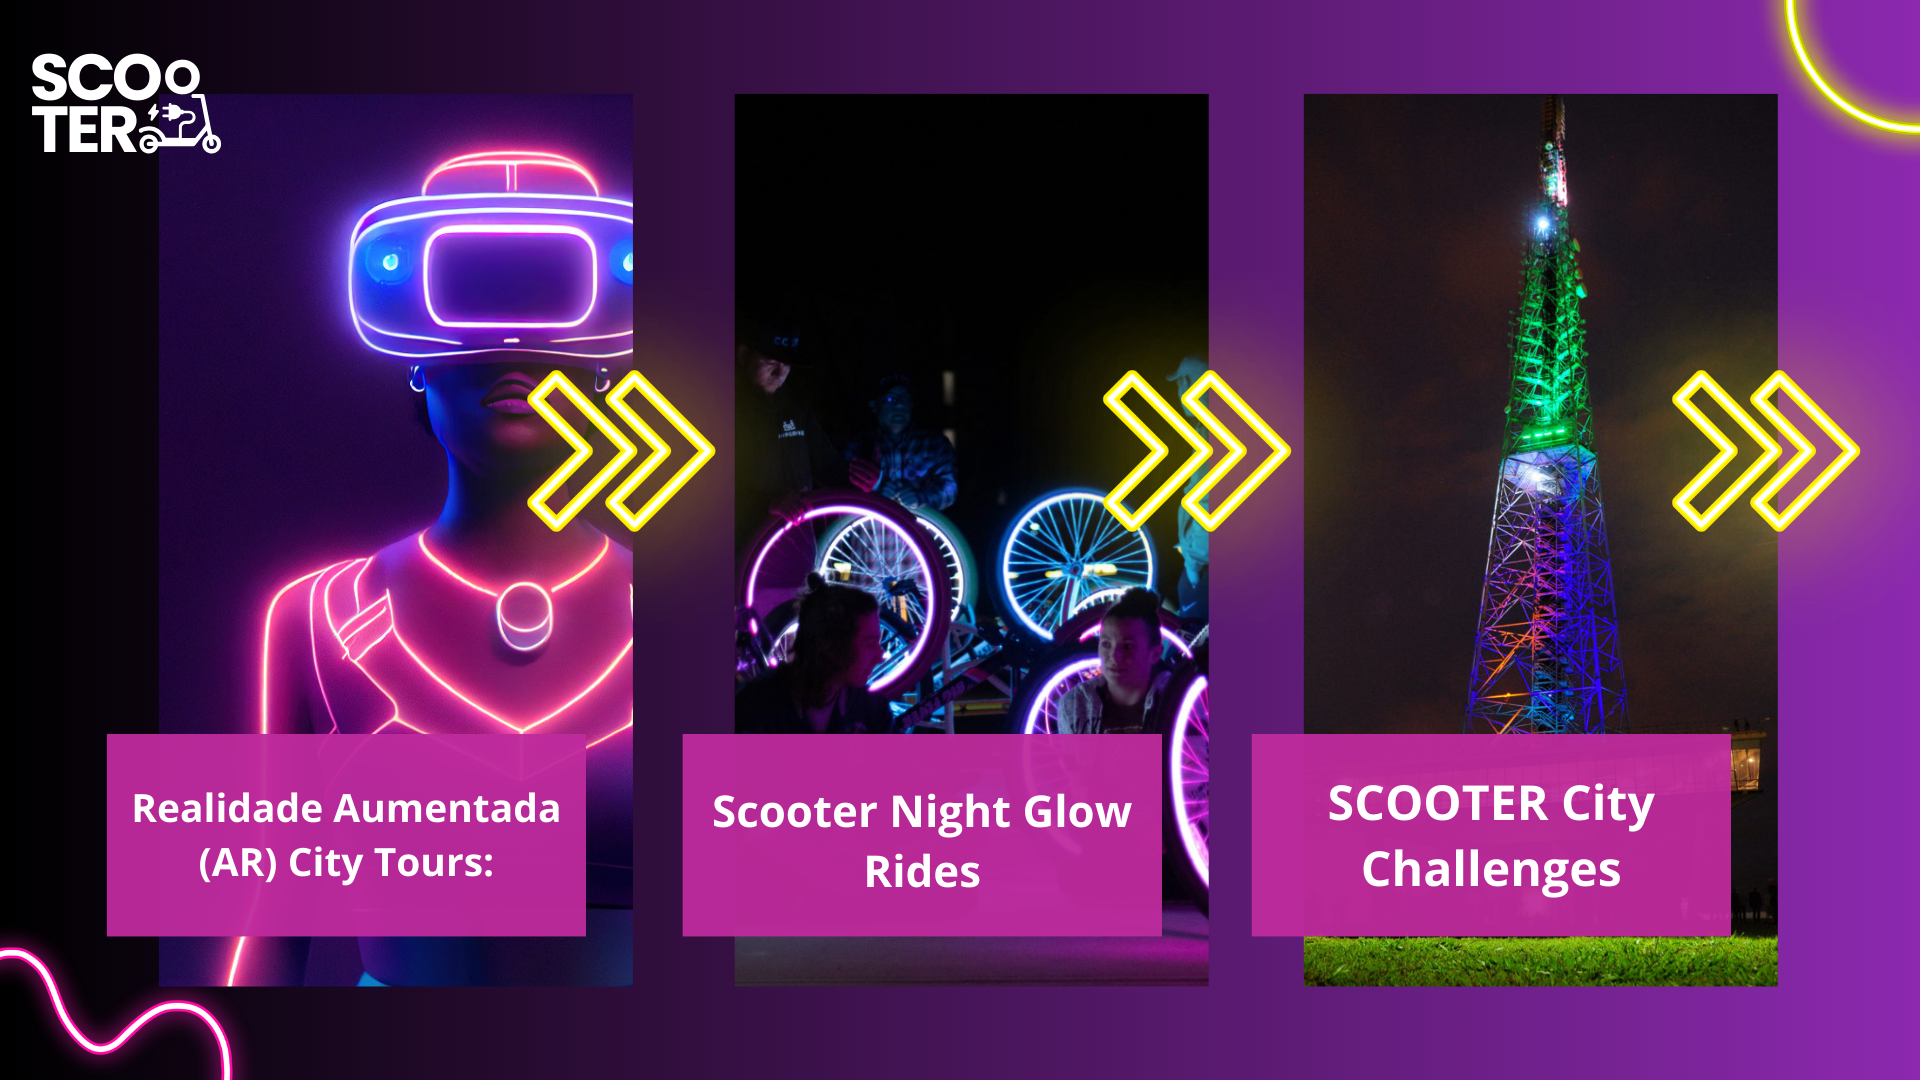 SCOO
TER
Realidade Aumentada
(AR) City Tours:
Scooter Night Glow
Rides
SCOOTER City
Challenges